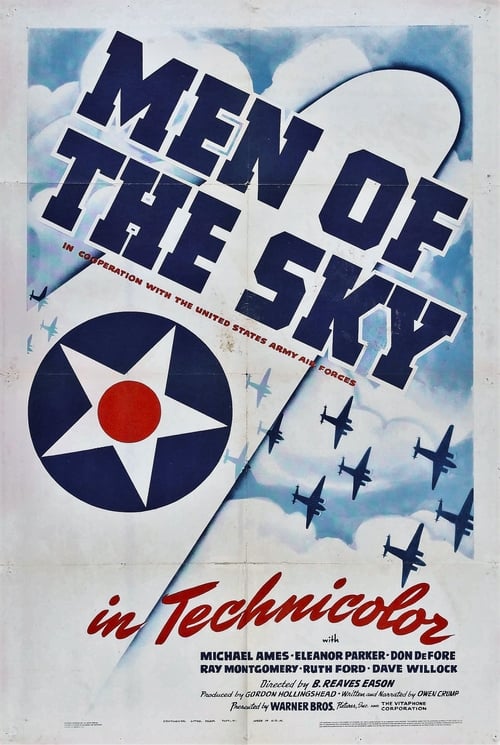 MEN OF
THE SKY
IN COOPERATION WITH THE UNITED STATES ARMY AIR FORCES
in Technicolor
with
MICHAEL AMES · ELEANOR PARKER · DON DEFORE
RAY MONTGOMERY · RUTH FORD · DAVE WILLOCK
Directed by B. REAVES EASON
Produced by GORDON HOLLINGSHEAD · Written and Narrated by OWEN CRUMP
Presented by WARNER BROS. Pictures, Inc. and THE VITAPHONE
CORPORATION